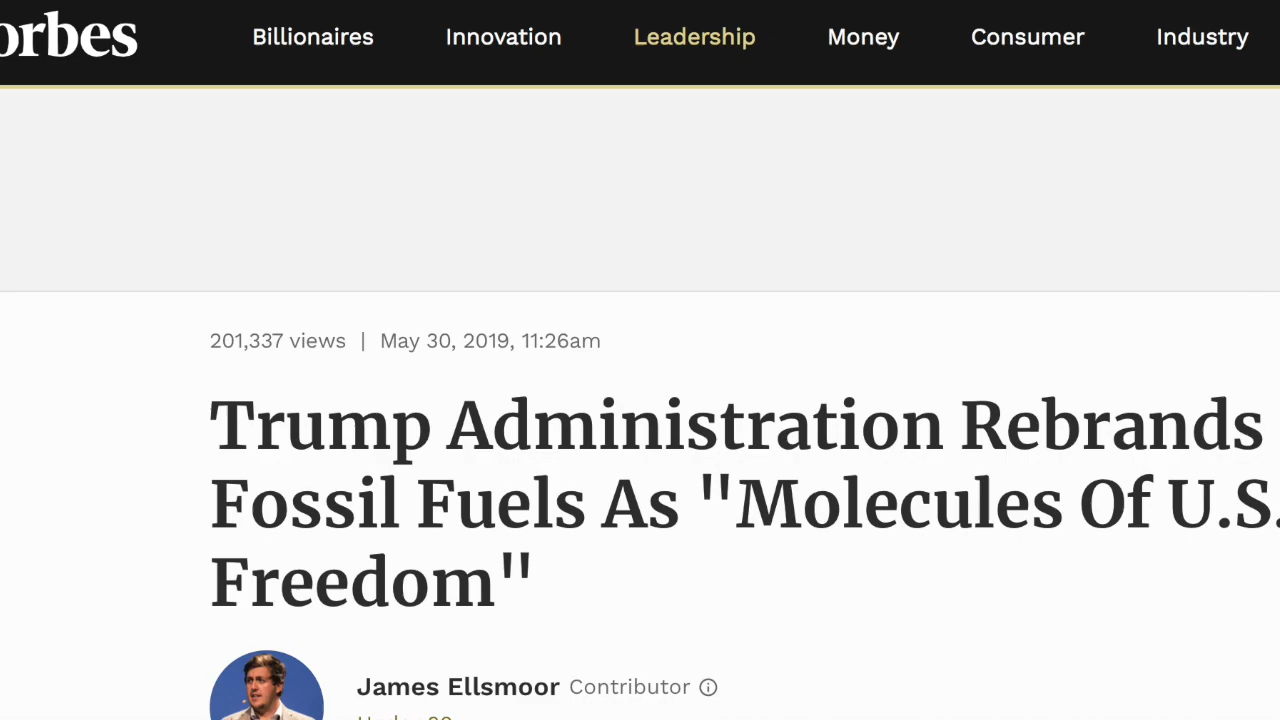 orbes
Billionaires Innovation Leadership Money Consumer Industry
201,337 views | May 30, 2019, 11:26am
Trump Administration Rebrands
Fossil Fuels As "Molecules Of U.S.
Freedom"
James Ellsmoor Contributor